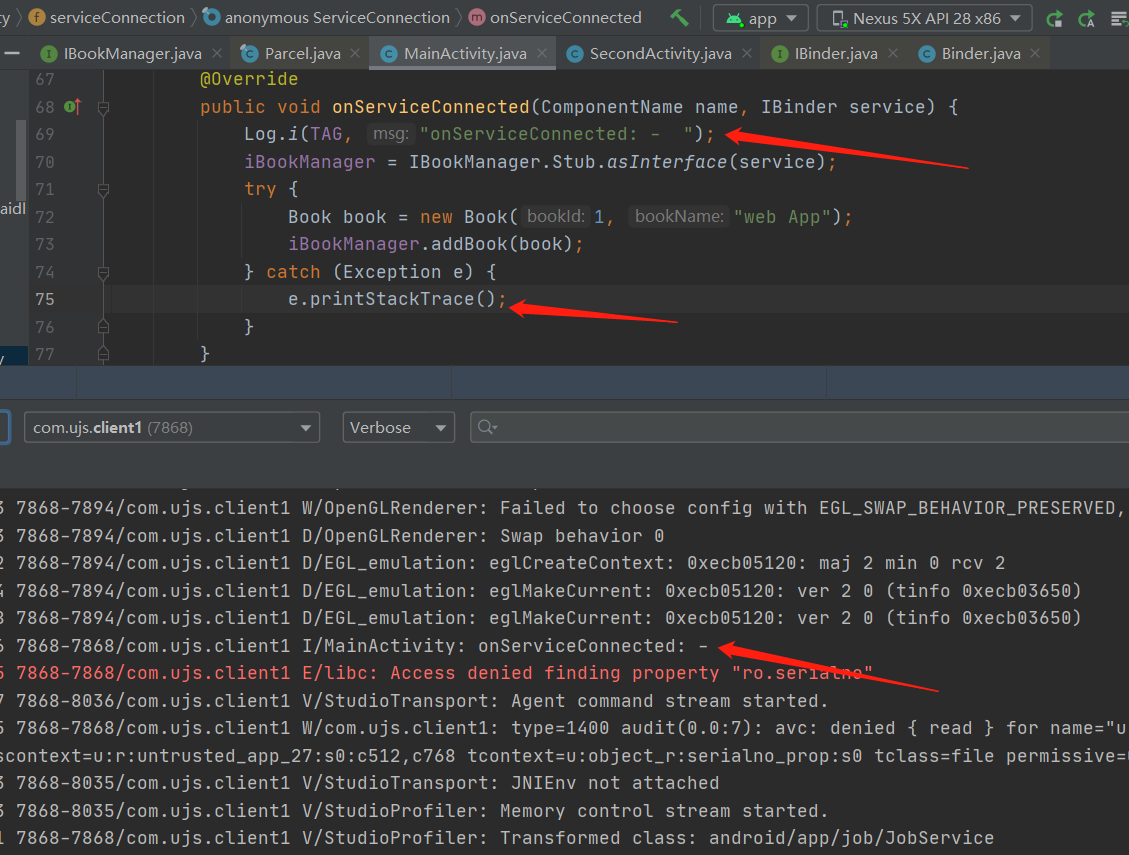 serviceConnection anonymous ServiceConnection onServiceConnected app Nexus 5X API 28 x86
IBookManager.java Parcel.java MainActivity.java SecondActivity.java IBinder.java Binder.java
67 @Override
68 public void onServiceConnected(ComponentName name, IBinder service) {
69 Log.i(TAG, msg: "onServiceConnected: -  ");
70 iBookManager = IBookManager.Stub.asInterface(service);
71 try {
aidl
72 Book book = new Book( bookId: 1, bookName: "web App");
73 iBookManager.addBook(book);
74 } catch (Exception e) {
75 e.printStackTrace();
76 }
77 }
com.ujs.client1 (7868) Verbose
3 7868-7894/com.ujs.client1 W/OpenGLRenderer: Failed to choose config with EGL_SWAP_BEHAVIOR_PRESERVED,
3 7868-7894/com.ujs.client1 D/OpenGLRenderer: Swap behavior 0
2 7868-7894/com.ujs.client1 D/EGL_emulation: eglCreateContext: 0xecb05120: maj 2 min 0 rcv 2
4 7868-7894/com.ujs.client1 D/EGL_emulation: eglMakeCurrent: 0xecb05120: ver 2 0 (tinfo 0xecb03650)
7868-7894/com.ujs.client1 D/EGL_emulation: eglMakeCurrent: 0xecb05120: ver 2 0 (tinfo 0xecb03650)
7868-7868/com.ujs.client1 I/MainActivity: onServiceConnected: -
7868-7868/com.ujs.client1 E/libc: Access denied finding property "ro.serialno"
7 7868-8036/com.ujs.client1 V/StudioTransport: Agent command stream started.
7868-7868/com.ujs.client1 W/com.ujs.client1: type=1400 audit(0.0:7): avc: denied { read } for name="u
scontext=u:r:untrusted_app_27:s0:c512,c768 tcontext=u:object_r:serialno_prop:s0 tclass=file permissive=
3 7868-8035/com.ujs.client1 V/StudioTransport: JNIEnv not attached
3 7868-8035/com.ujs.client1 V/StudioProfiler: Memory control stream started.
1 7868-7868/com.ujs.client1 V/StudioProfiler: Transformed class: android/app/job/JobService